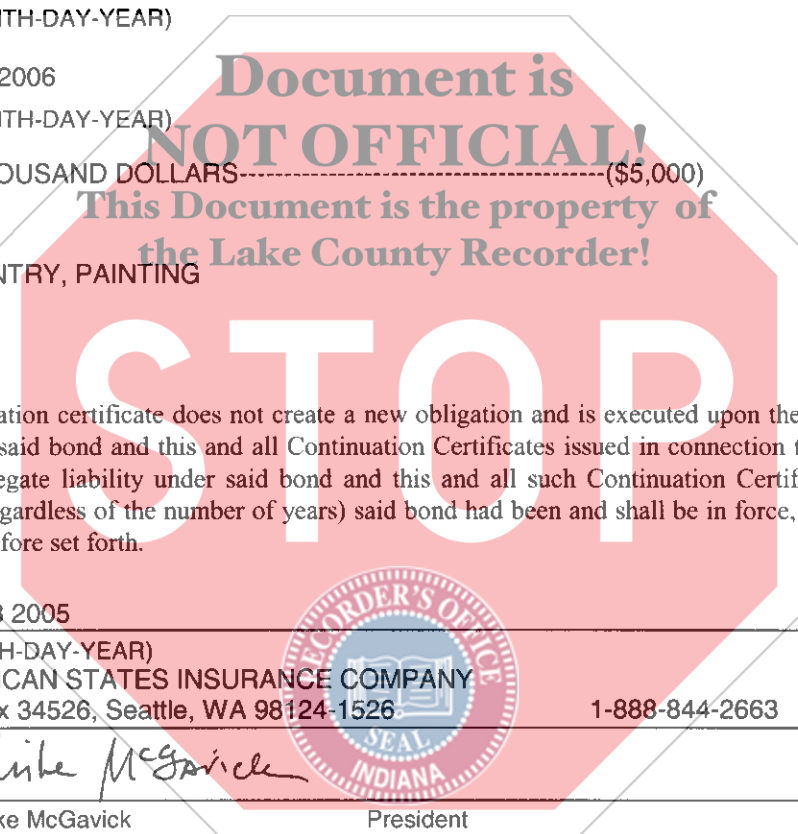 TH-DAY-YEAR)
2006
Document is
TH-DAY-YEAR)
NOT OFFICIAL!
OUSAND DOLLARS------------------------------------($5,000)
This Document is the property of
the Lake County Recorder!
NTRY, PAINTING
STOP
ation certificate does not create a new obligation and is executed upon the
said bond and this and all Continuation Certificates issued in connection
egate liability under said bond and this and all such Continuation Certif
gardless of the number of years) said bond had been and shall be in force,
fore set forth.
2005
H-DAY-YEAR)
ICAN STATES INSURANCE COMPANY
x 34526, Seattle, WA 98124-1526 1-888-844-2663
RECORDER'S OFFICE
SEAL
INDIANA
Mike McGavick
ke McGavick President